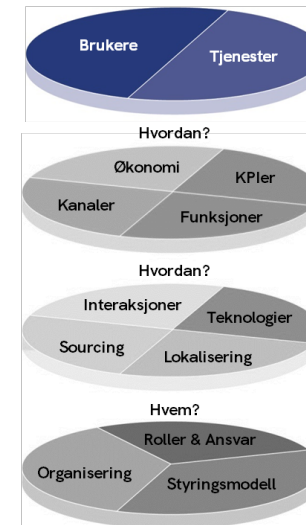 Brukere
Tjenester
Hvordan?
Økonomi
KPIer
Kanaler
Funksjoner
Hvordan?
Interaksjoner
Teknologier
Sourcing
Lokalisering
Hvem?
Roller & Ansvar
Organisering
Styringsmodell